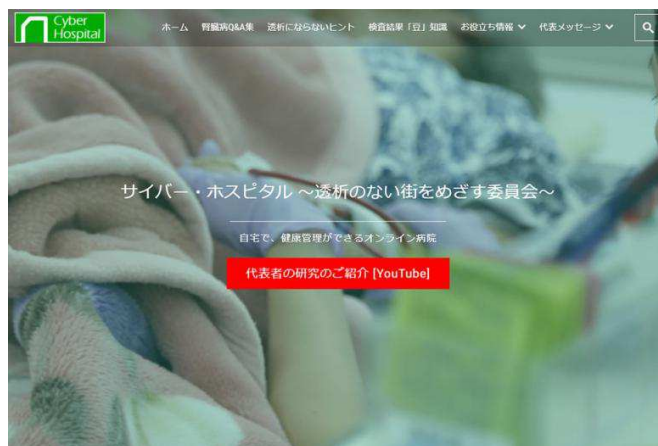 Cyber
Hospital
ホーム 腎臓病Q&A集 透析にならないヒント 検査結果「豆」知識 お役立ち情報 代表メッセージ
サイバー・ホスピタル ～透析のない街をめざす委員会～
自宅で、健康管理ができるオンライン病院
代表者の研究のご紹介 [YouTube]